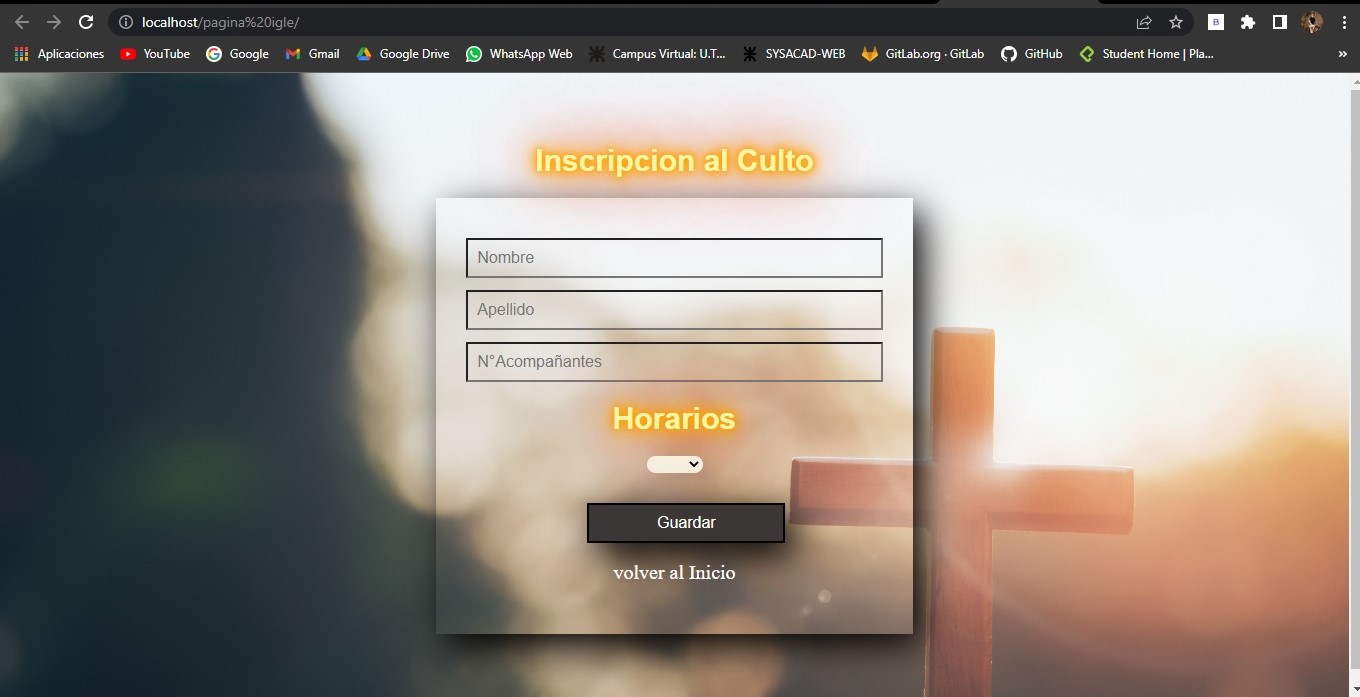 localhost/pagina%20igle/
B
Aplicaciones YouTube Google Gmail Google Drive WhatsApp Web Campus Virtual: U.T... SYSACAD-WEB GitLab.org · GitLab GitHub Student Home | Pla... »
Inscripcion al Culto
Nombre
Apellido
N°Acompañantes
Horarios
Guardar
volver al Inicio